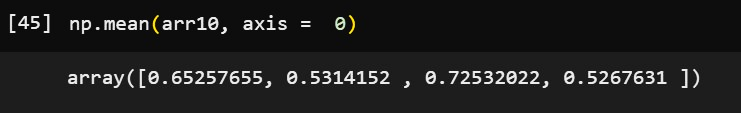 [45] np.mean(arr10, axis =  0)
array([0.65257655, 0.5314152 , 0.72532022, 0.5267631 ])